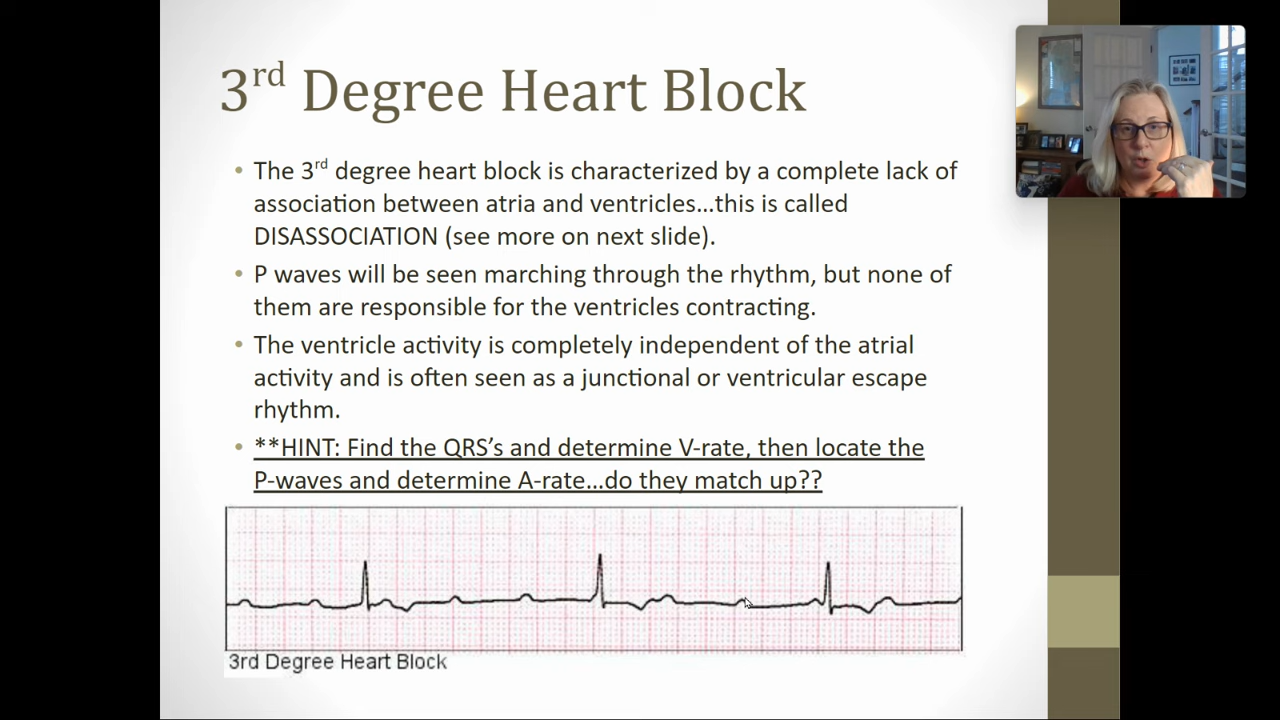 3rd Degree Heart Block
• The 3rd degree heart block is characterized by a complete lack of
association between atria and ventricles...this is called
DISASSOCIATION (see more on next slide).
• P waves will be seen marching through the rhythm, but none of
them are responsible for the ventricles contracting.
• The ventricle activity is completely independent of the atrial
activity and is often seen as a junctional or ventricular escape
rhythm.
• **HINT: Find the QRS’s and determine V-rate, then locate the
P-waves and determine A-rate...do they match up??
3rd Degree Heart Block